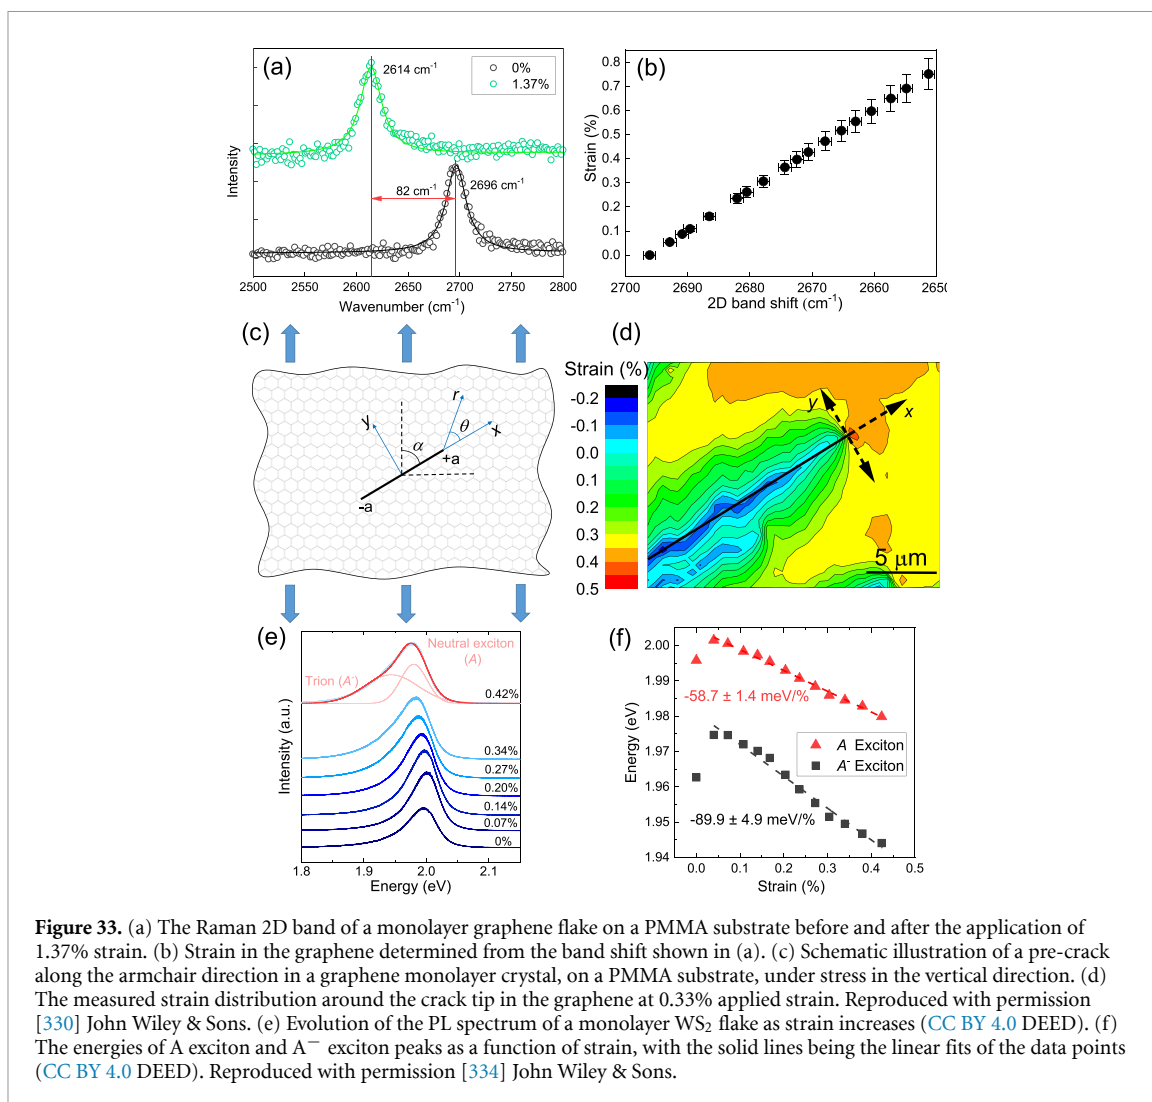 (a)
2614 cm⁻¹
0%
1.37%
82 cm⁻¹
2696 cm⁻¹
Intensity
2500 2550 2600 2650 2700 2750 2800
Wavenumber (cm⁻¹)
(b)
Strain (%)
0.8
0.7
0.6
0.5
0.4
0.3
0.2
0.1
0.0
2700 2690 2680 2670 2660 2650
2D band shift (cm⁻¹)
(c)
r
y
θ
x
α
+a
-a
(d)
Strain (%)
-0.2
-0.1
0.0
0.1
0.2
0.3
0.4
0.5
y
x
5 μm
(e)
Neutral exciton
(A)
Trion (A⁻)
0.42%
0.34%
0.27%
0.20%
0.14%
0.07%
0%
Intensity (a.u.)
1.8 1.9 2.0 2.1
Energy (eV)
(f)
2.00
1.99
1.98
1.97
1.96
1.95
1.94
Energy (eV)
-58.7 ± 1.4 meV/%
A Exciton
A⁻ Exciton
-89.9 ± 4.9 meV/%
0.0 0.1 0.2 0.3 0.4 0.5
Strain (%)
Figure 33. (a) The Raman 2D band of a monolayer graphene flake on a PMMA substrate before and after the application of
1.37% strain. (b) Strain in the graphene determined from the band shift shown in (a). (c) Schematic illustration of a pre-crack
along the armchair direction in a graphene monolayer crystal, on a PMMA substrate, under stress in the vertical direction. (d)
The measured strain distribution around the crack tip in the graphene at 0.33% applied strain. Reproduced with permission
[330] John Wiley & Sons. (e) Evolution of the PL spectrum of a monolayer WS₂ flake as strain increases (CC BY 4.0 DEED). (f)
The energies of A exciton and A⁻ exciton peaks as a function of strain, with the solid lines being the linear fits of the data points
(CC BY 4.0 DEED). Reproduced with permission [334] John Wiley & Sons.